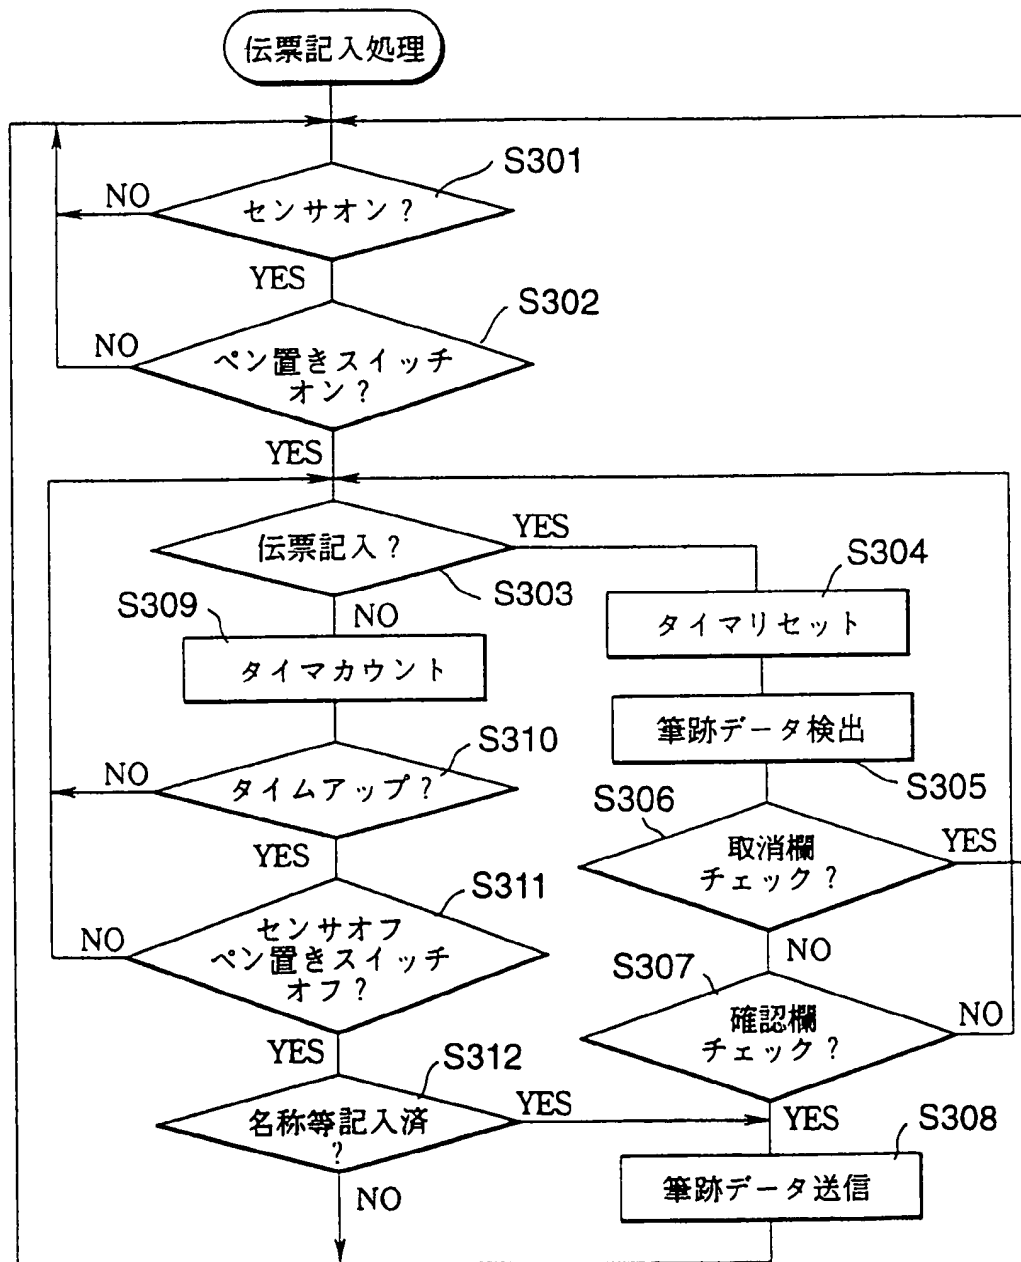 伝票記入処理
S301
NO
センサオン？
YES
S302
NO
ペン置きスイッチ
オン？
YES
伝票記入？
YES
S303
S304
NO
タイマリセット
S309
タイマカウント
筆跡データ検出
S305
S310
NO
タイムアップ？
YES
S306
取消欄
チェック？
YES
NO
S311
センサオフ
ペン置きスイッチ
オフ？
NO
YES
S307
確認欄
チェック？
NO
YES
S312
名称等記入済
？
YES
NO
S308
筆跡データ送信